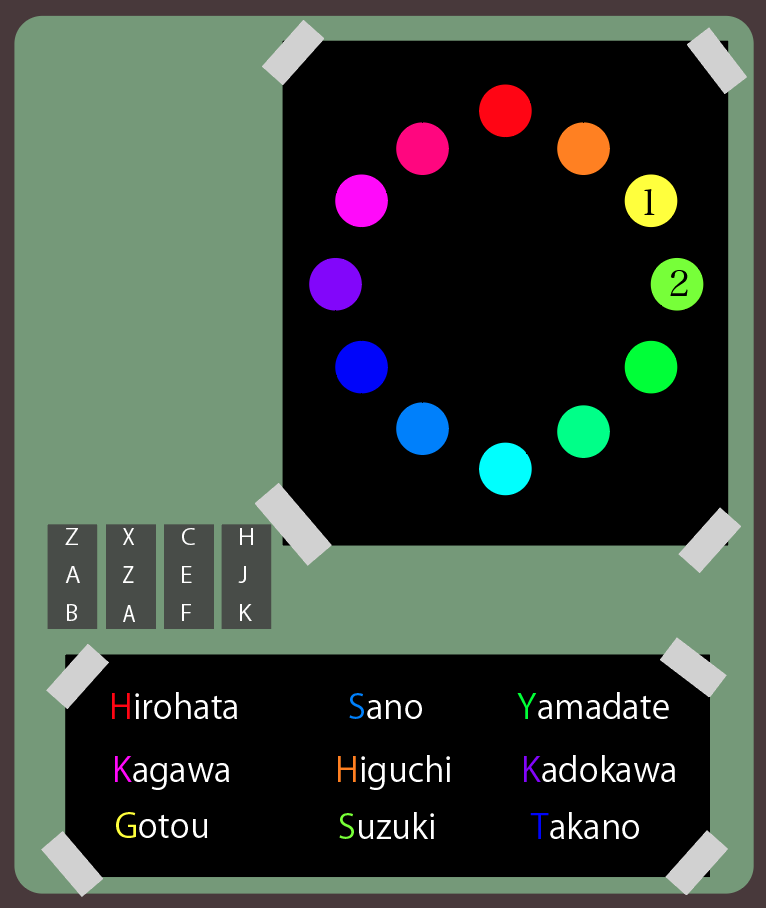 1
2
Z X C H
A Z E J
B A F K
Hirohata Sano Yamadate
Kagawa Higuchi Kadokawa
Gotou Suzuki Takano